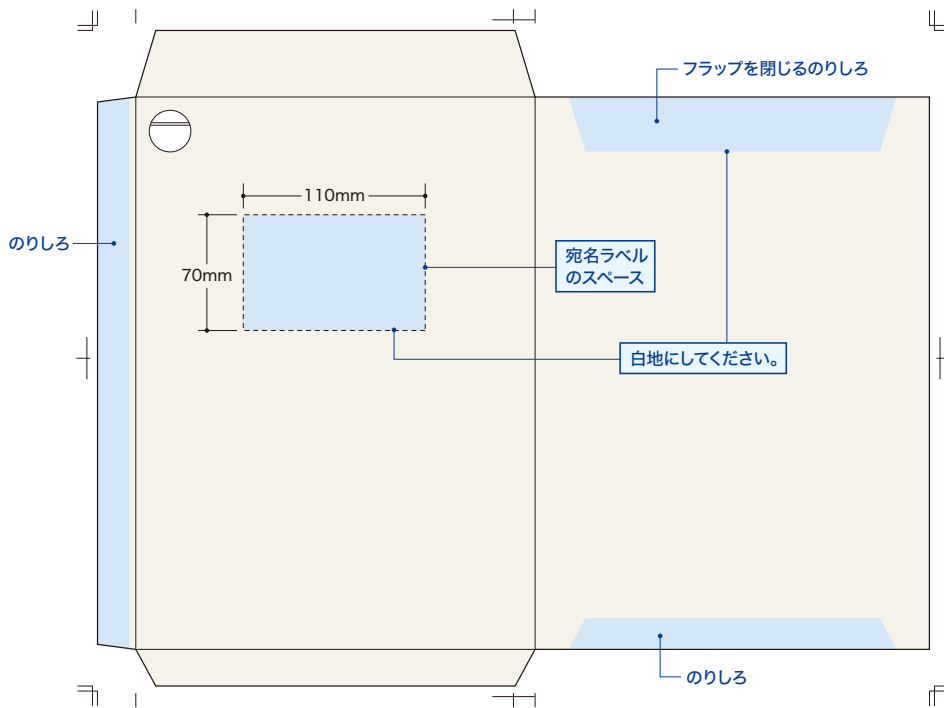 フラップを閉じるのりしろ
110mm
のりしろ
宛名ラベル
のスペース
70mm
白地にしてください。
のりしろ